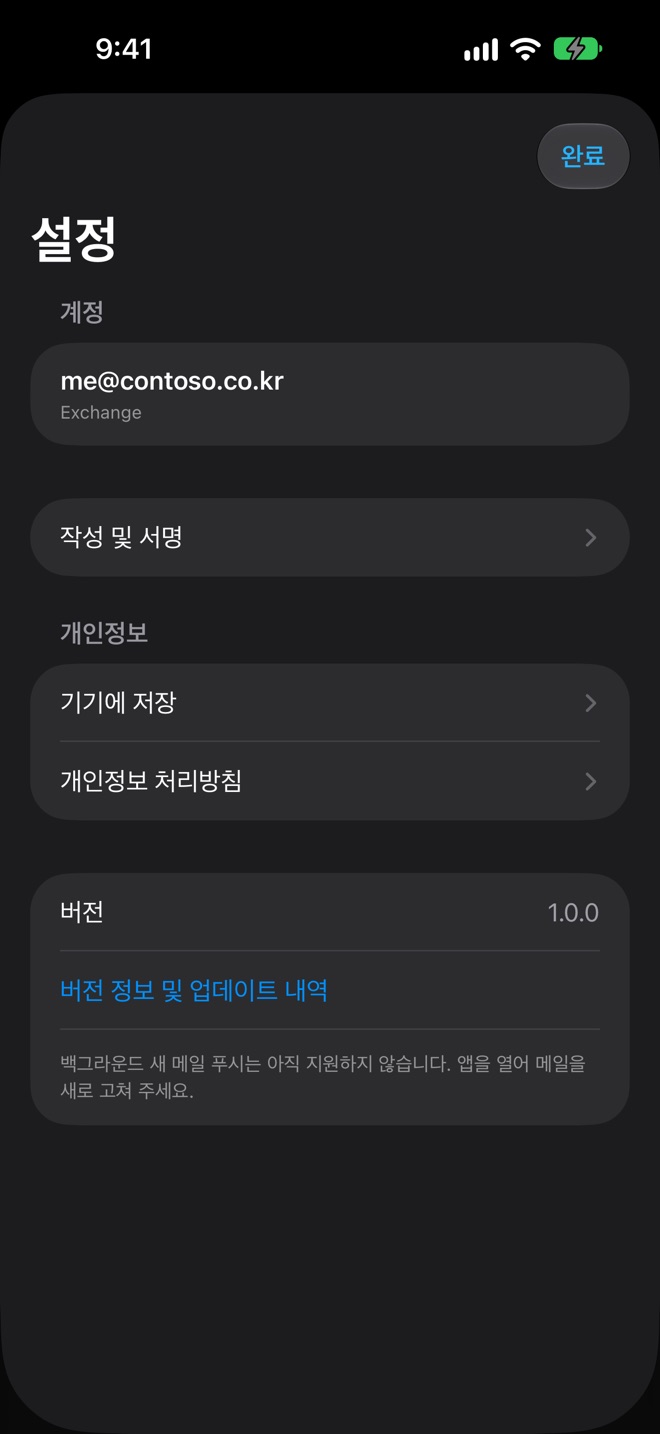 9:41
완료
설정
계정
me@contoso.co.kr
Exchange
작성 및 서명
개인정보
기기에 저장
개인정보 처리방침
버전
1.0.0
버전 정보 및 업데이트 내역
백그라운드 새 메일 푸시는 아직 지원하지 않습니다. 앱을 열어 메일을
새로 고쳐 주세요.